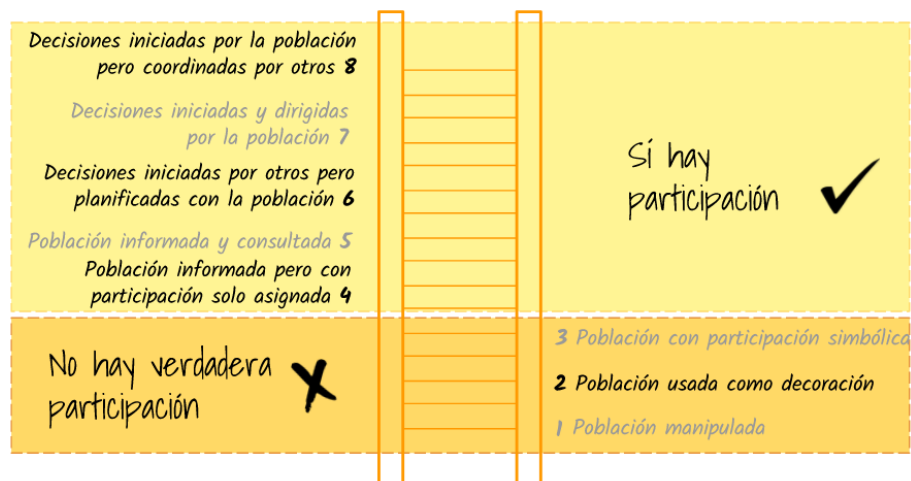 Decisiones iniciadas por la población
pero coordinadas por otros 8
Decisiones iniciadas y dirigidas
por la población 7
Decisiones iniciadas por otros pero
planificadas con la población 6
Población informada y consultada 5
Población informada pero con
participación solo asignada 4
Sí hay
participación
No hay verdadera
participación
3 Población con participación simbólica
2 Población usada como decoración
1 Población manipulada